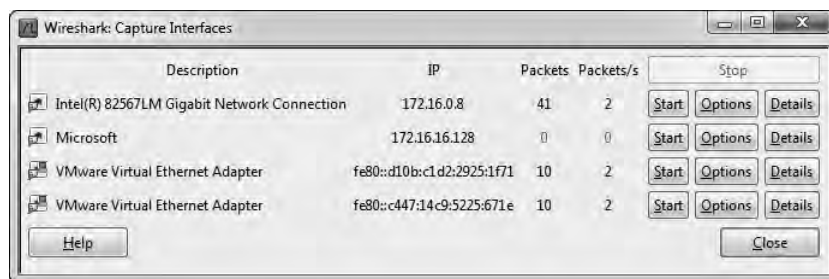 Wireshark: Capture Interfaces
Description IP Packets Packets/s Stop
Intel(R) 82567LM Gigabit Network Connection 172.16.0.8 41 2 Start Options Details
Microsoft 172.16.16.128 0 0 Start Options Details
VMware Virtual Ethernet Adapter fe80::d10b:c1d2:2925:1f71 10 2 Start Options Details
VMware Virtual Ethernet Adapter fe80::c447:14c9:5225:671e 10 2 Start Options Details
Help Close